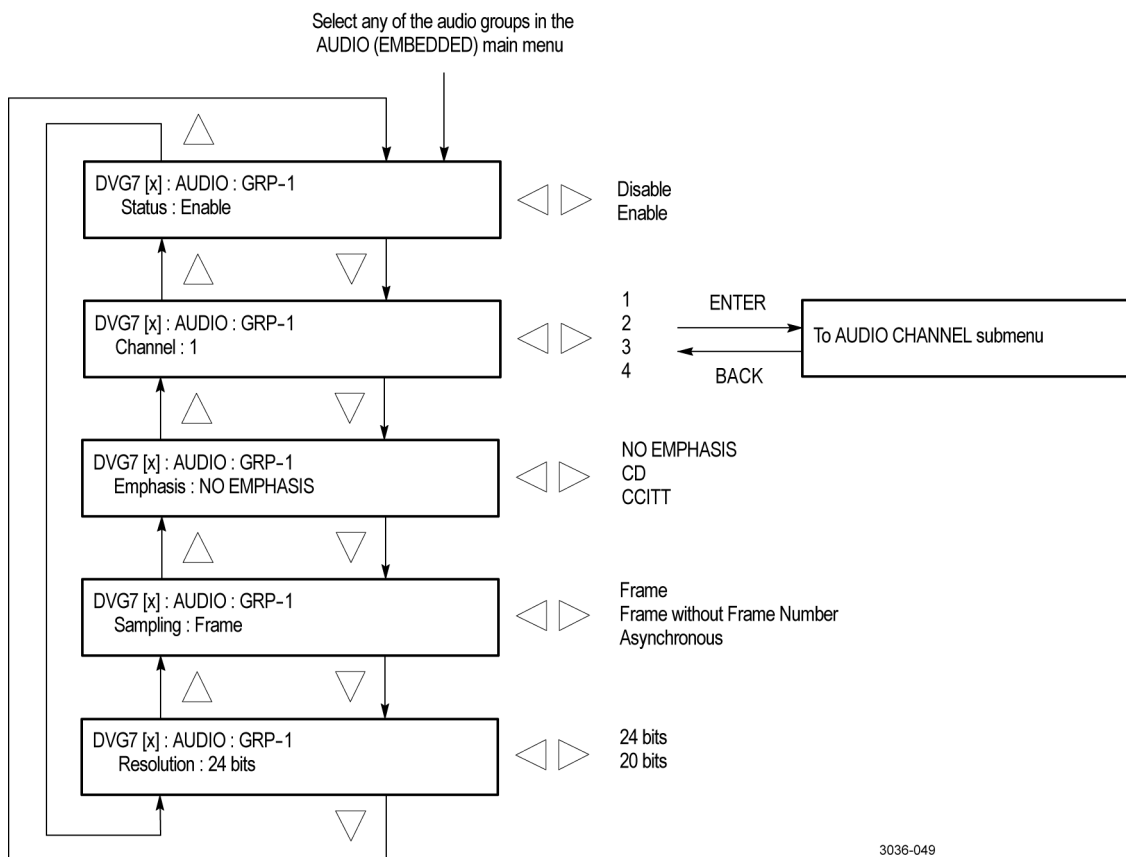 Select any of the audio groups in the
AUDIO (EMBEDDED) main menu
DVG7 [x] : AUDIO : GRP-1
Status : Enable
Disable
Enable
DVG7 [x] : AUDIO : GRP-1
Channel : 1
1
2
3
4
ENTER
BACK
To AUDIO CHANNEL submenu
DVG7 [x] : AUDIO : GRP-1
Emphasis : NO EMPHASIS
NO EMPHASIS
CD
CCITT
DVG7 [x] : AUDIO : GRP-1
Sampling : Frame
Frame
Frame without Frame Number
Asynchronous
DVG7 [x] : AUDIO : GRP-1
Resolution : 24 bits
24 bits
20 bits
3036-049